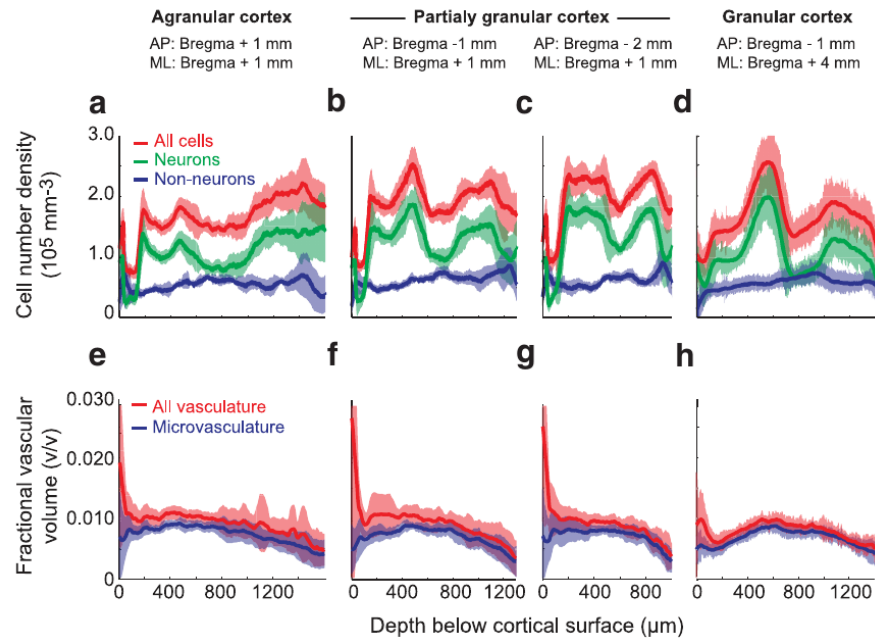 Agranular cortex
AP: Bregma + 1 mm
ML: Bregma + 1 mm
Partialy granular cortex
AP: Bregma -1 mm
ML: Bregma + 1 mm
AP: Bregma - 2 mm
ML: Bregma + 1 mm
Granular cortex
AP: Bregma - 1 mm
ML: Bregma + 4 mm
a
b
c
d
Cell number density
(10⁵ mm-3)
3.0
2.0
1.0
0
All cells
Neurons
Non-neurons
e
f
g
h
Fractional vascular
volume (v/v)
0.030
0.020
0.010
0
All vasculature
Microvasculature
0 400 800 1200
0 400 800 1200
0 400 800
0 400 800 1200
Depth below cortical surface (µm)